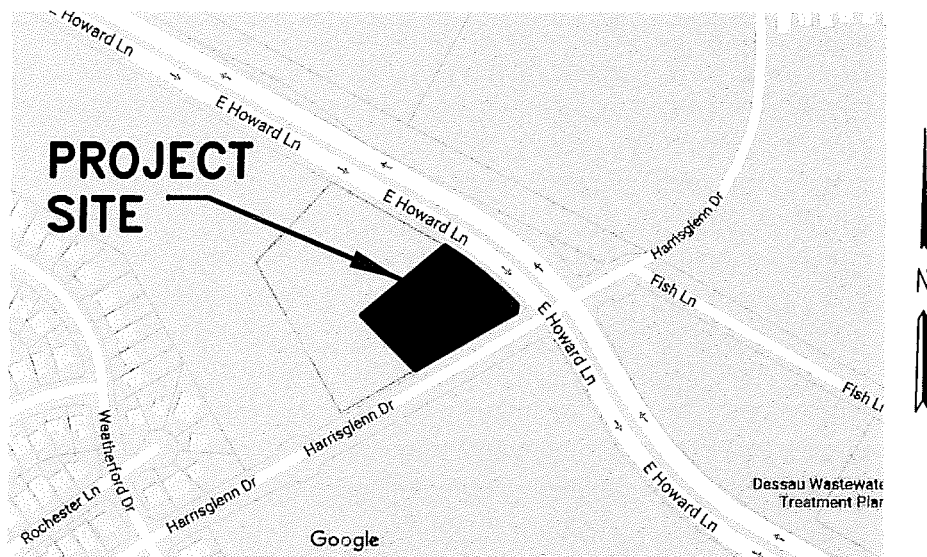 E Howard Ln
E Howard Ln
PROJECT
SITE
E Howard Ln
Harrisglenn Dr
N
Fish Ln
E Howard Ln
Fish Ln
Harrisglenn Dr
Weatherford Dr
E Howard Ln
Dessau Wastewate
Treatment Plan
Rochester Ln
Harrisglenn Dr
Google